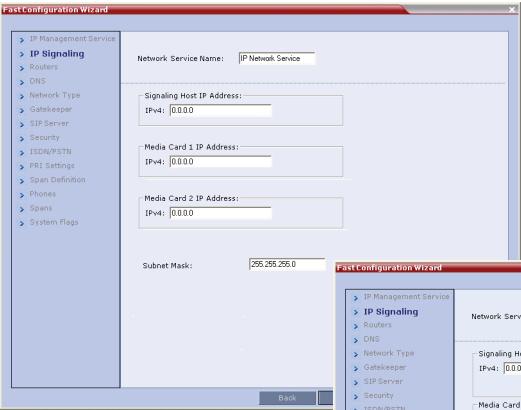 Fast Configuration Wizard
IP Management Service
IP Signaling
Routers
DNS
Network Type
Gatekeeper
SIP Server
Security
ISDN/PSTN
PRI Settings
Span Definition
Phones
Spans
System Flags
Network Service Name: IP Network Service
Signaling Host IP Address:
IPv4: 0.0.0.0
Media Card 1 IP Address:
IPv4: 0.0.0.0
Media Card 2 IP Address:
IPv4: 0.0.0.0
Subnet Mask: 255.255.255.0
Back
Fast Configuration Wizard
IP Management Service
IP Signaling
Routers
DNS
Network Type
Gatekeeper
SIP Server
Security
ISDN/PSTN
Network Serv
Signaling H
IPv4: 0.0.0
Media Card